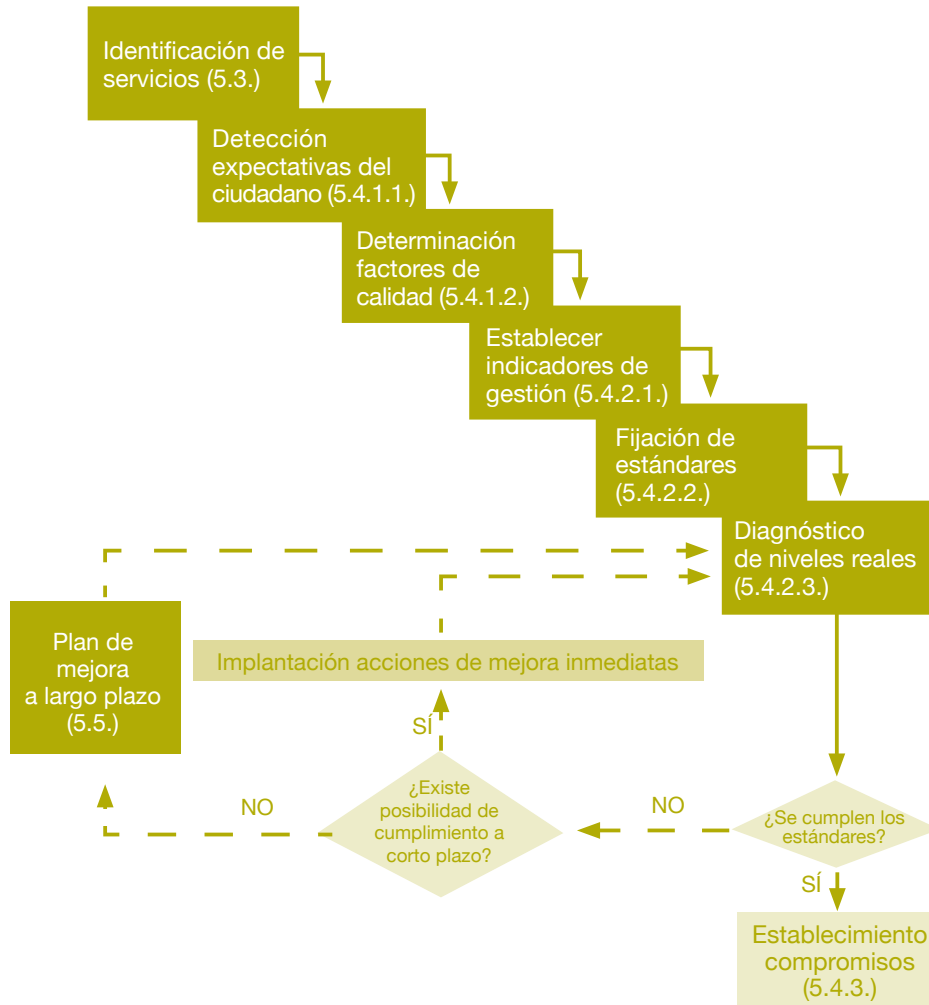 Identificación de
servicios (5.3.)
Detección
expectativas del
ciudadano (5.4.1.1.)
Determinación
factores de
calidad (5.4.1.2.)
Establecer
indicadores de
gestión (5.4.2.1.)
Fijación de
estándares
(5.4.2.2.)
Diagnóstico
de niveles reales
(5.4.2.3.)
Plan de
mejora
a largo plazo
(5.5.)
Implantación acciones de mejora inmediatas
SÍ
¿Existe
posibilidad de
cumplimiento a
corto plazo?
NO
NO
¿Se cumplen los
estándares?
SÍ
Establecimiento
compromisos
(5.4.3.)